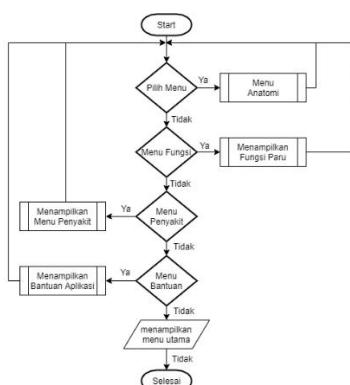 Start
Pilih Menu
Ya
Menu
Anatomi
Tidak
Menu Fungsi
Ya
Menampilkan
Fungsi Paru
Tidak
Menampilkan
Menu Penyakit
Ya
Menu
Penyakit
Tidak
Menampilkan
Bantuan Aplikasi
Ya
Menu
Bantuan
Tidak
menampilkan
menu utama
Tidak
Selesai